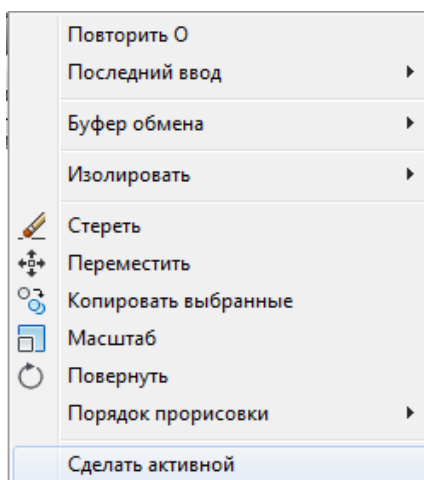 Повторить О
Последний ввод
Буфер обмена
Изолировать
Стереть
Переместить
Копировать выбранные
Масштаб
Повернуть
Порядок прорисовки
Сделать активной